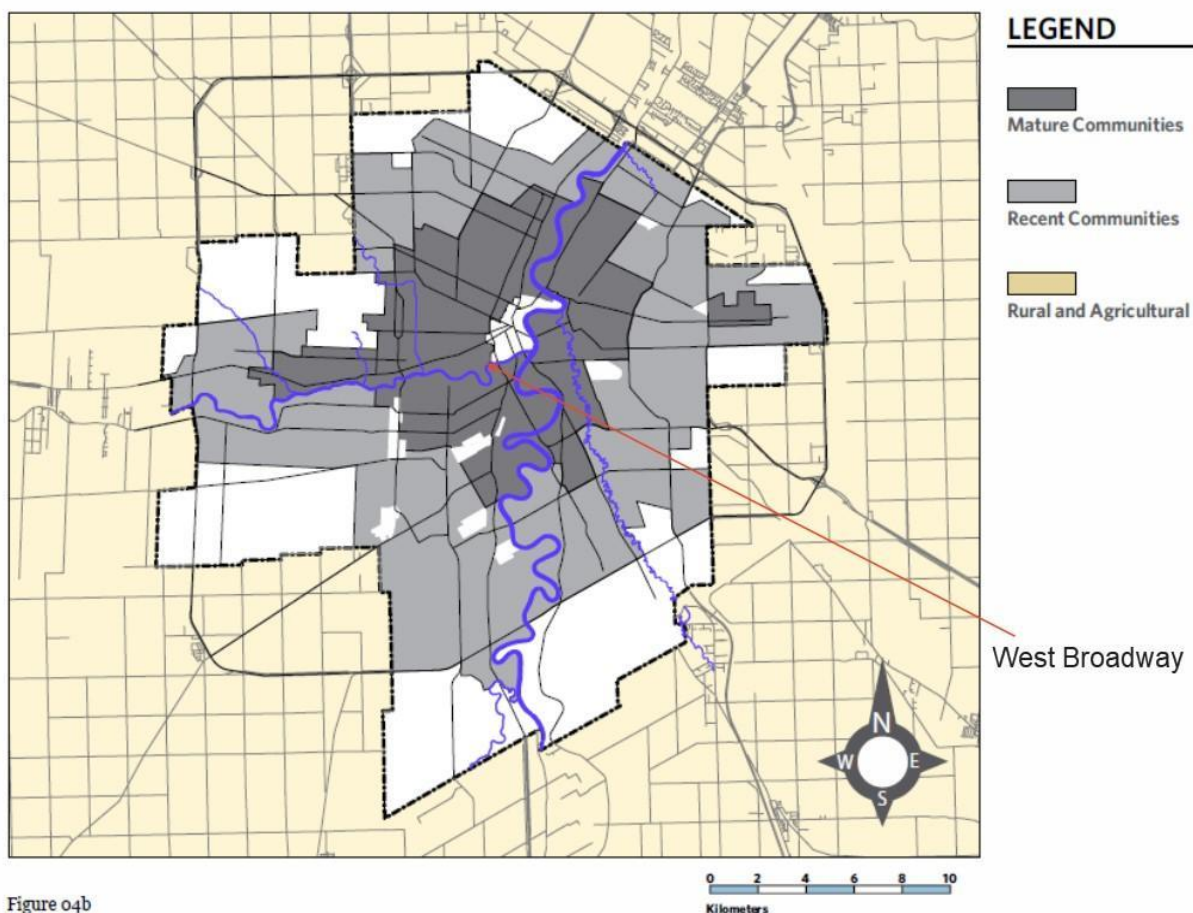 LEGEND
Mature Communities
Recent Communities
Rural and Agricultural
West Broadway
N
W E
S
0 2 4 6 8 10
Kilometers
Figure 04b